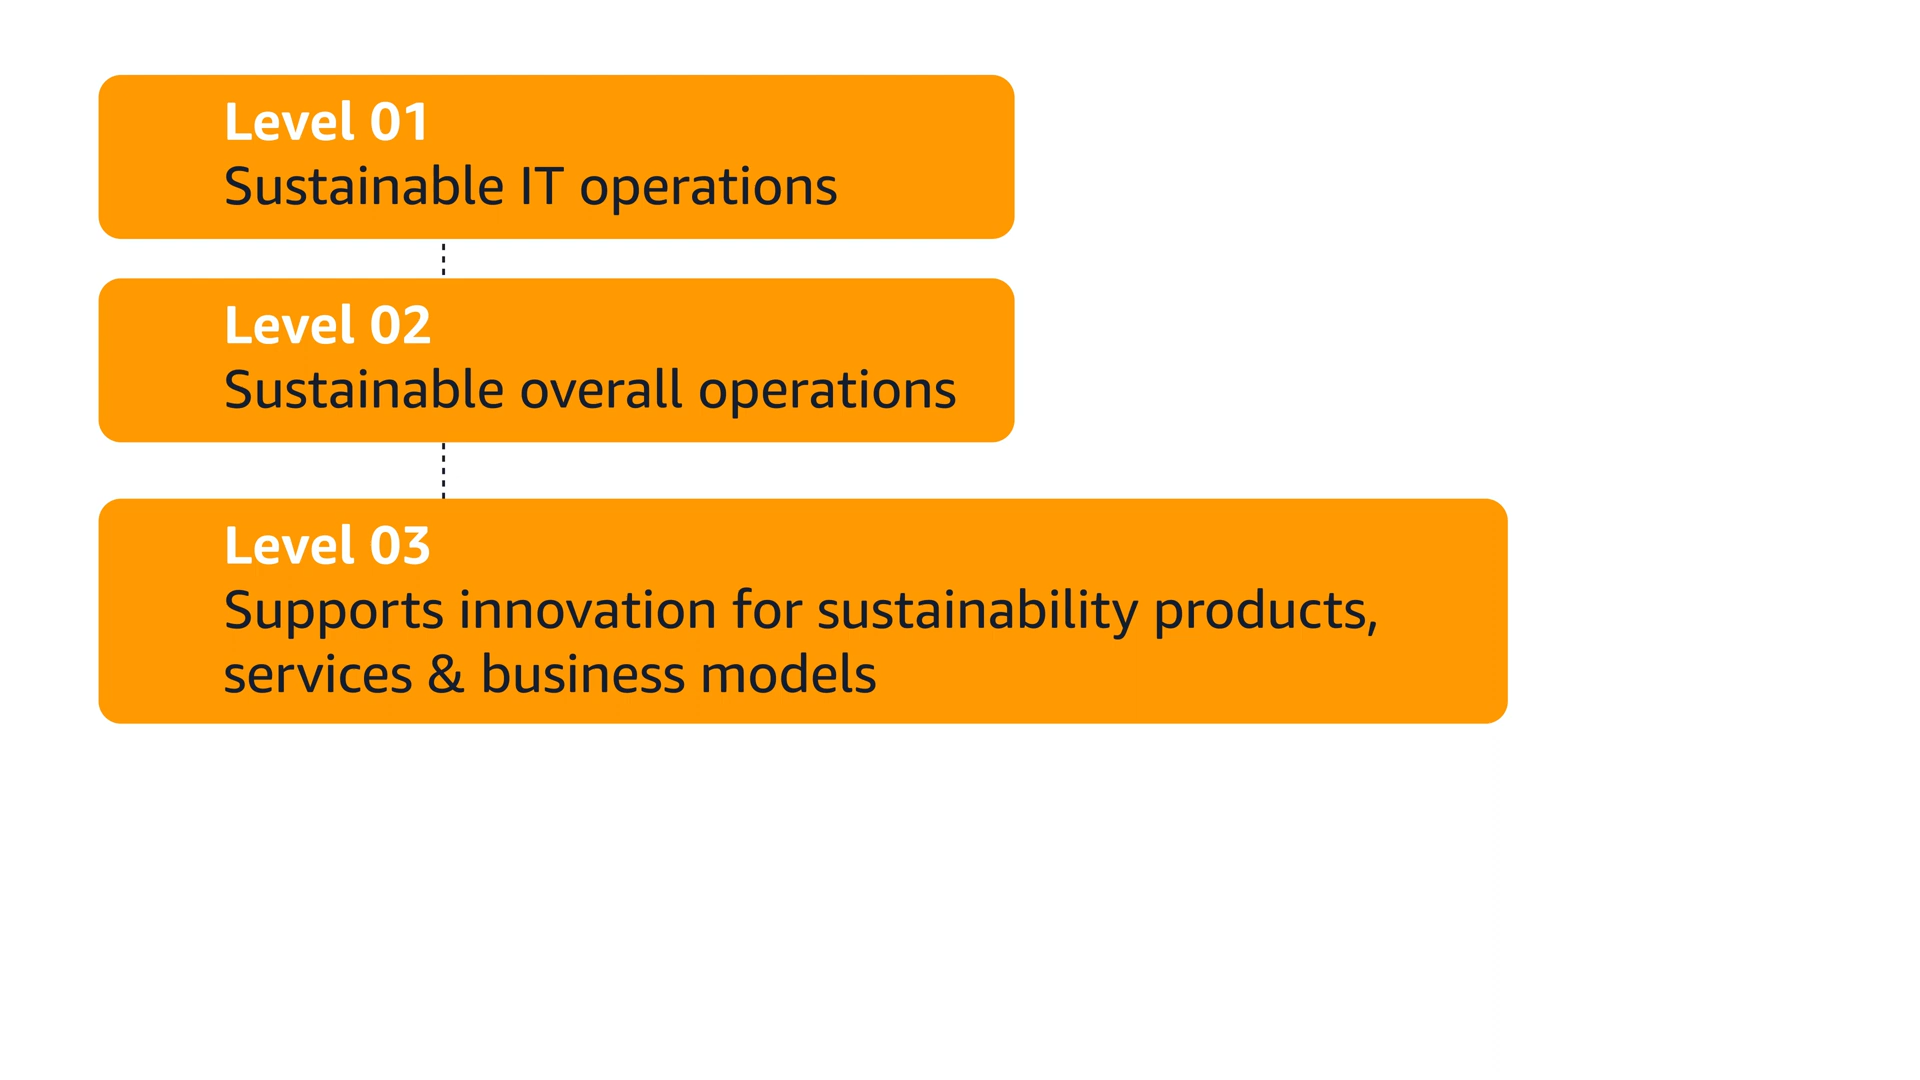 Level 01
Sustainable IT operations
Level 02
Sustainable overall operations
Level 03
Supports innovation for sustainability products,
services & business models